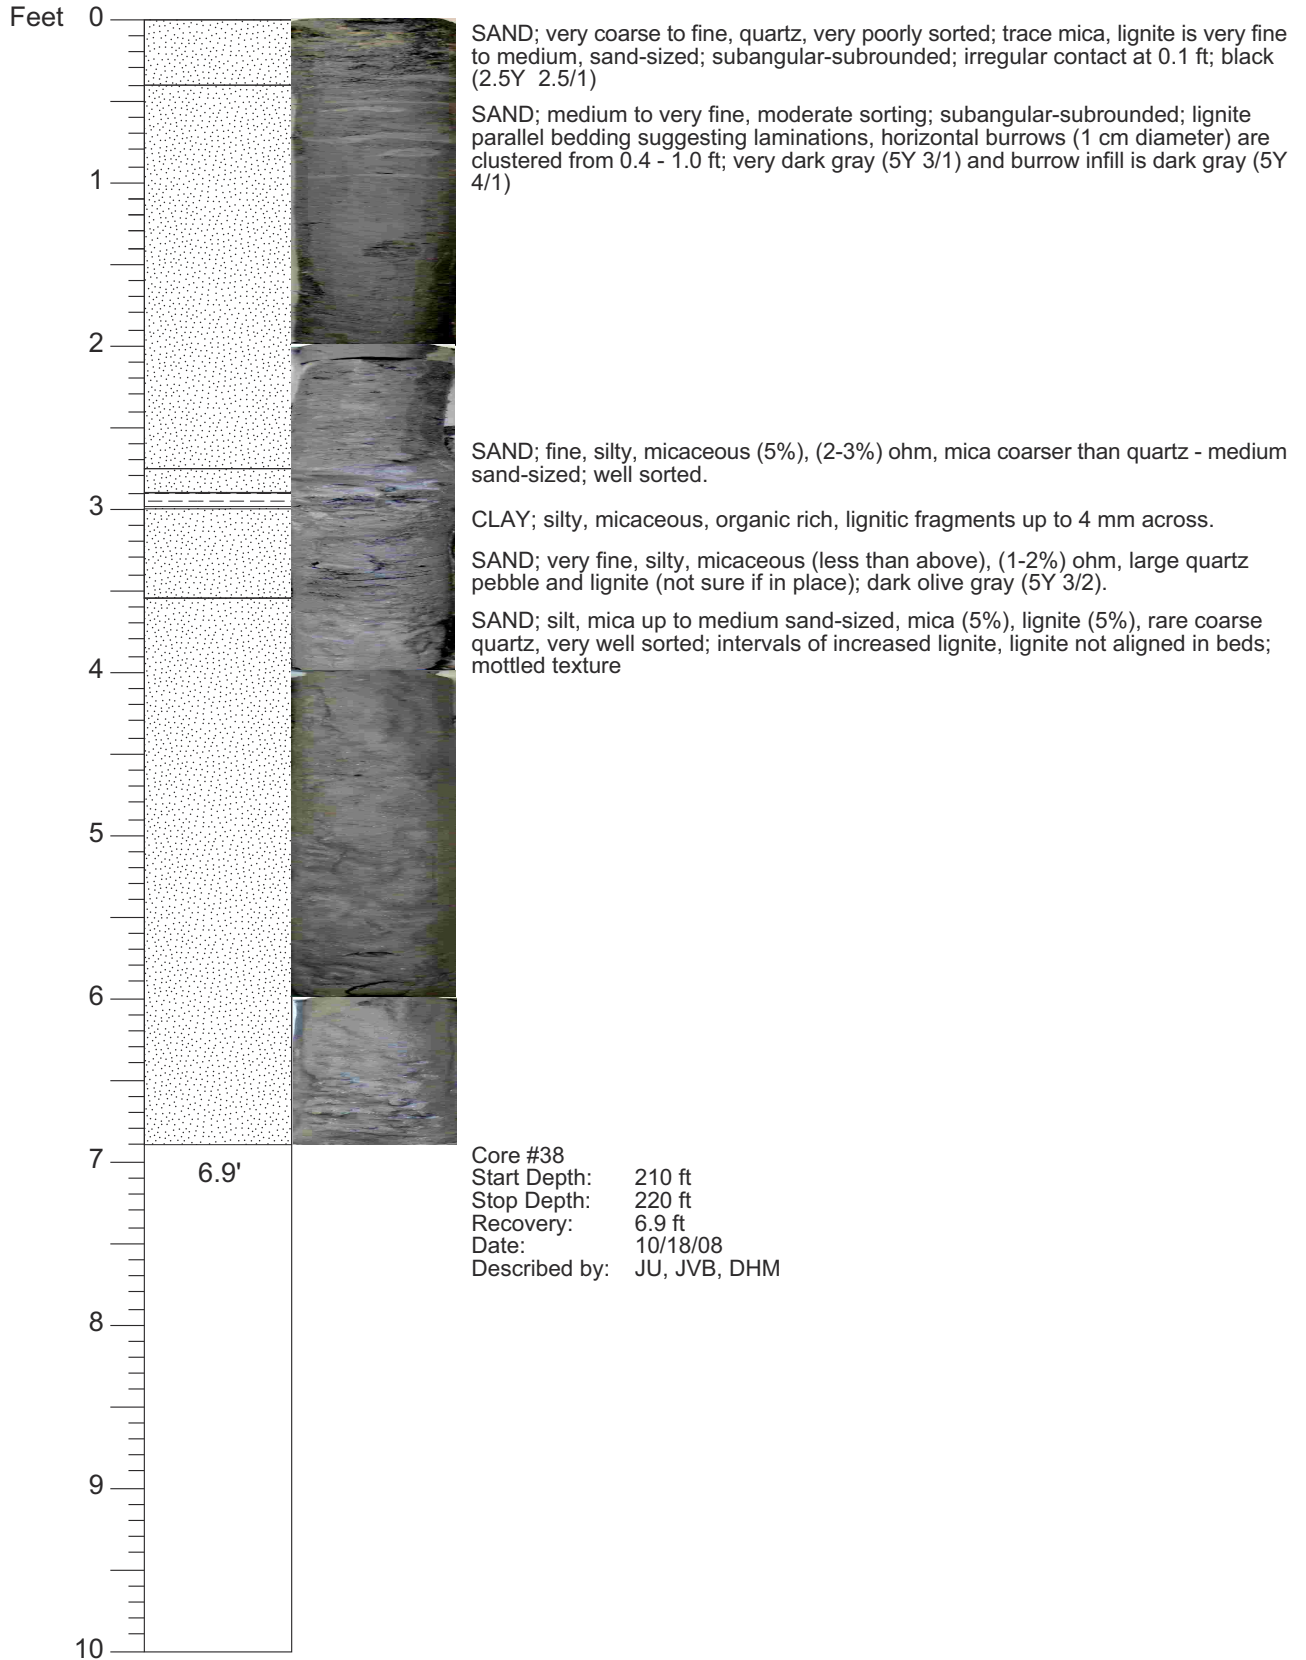 Feet 0
SAND; very coarse to fine, quartz, very poorly sorted; trace mica, lignite is very fine
to medium, sand-sized; subangular-subrounded; irregular contact at 0.1 ft; black
(2.5Y 2.5/1)
SAND; medium to very fine, moderate sorting; subangular-subrounded; lignite
parallel bedding suggesting laminations, horizontal burrows (1 cm diameter) are
clustered from 0.4 - 1.0 ft; very dark gray (5Y 3/1) and burrow infill is dark gray (5Y
4/1)
1
2
SAND; fine, silty, micaceous (5%), (2-3%) ohm, mica coarser than quartz - medium
sand-sized; well sorted.
3
CLAY; silty, micaceous, organic rich, lignitic fragments up to 4 mm across.
SAND; very fine, silty, micaceous (less than above), (1-2%) ohm, large quartz
pebble and lignite (not sure if in place); dark olive gray (5Y 3/2).
SAND; silt, mica up to medium sand-sized, mica (5%), lignite (5%), rare coarse
quartz, very well sorted; intervals of increased lignite, lignite not aligned in beds;
mottled texture
4
5
6
7
6.9'
Core #38
Start Depth: 210 ft
Stop Depth: 220 ft
Recovery: 6.9 ft
Date: 10/18/08
Described by: JU, JVB, DHM
8
9
10